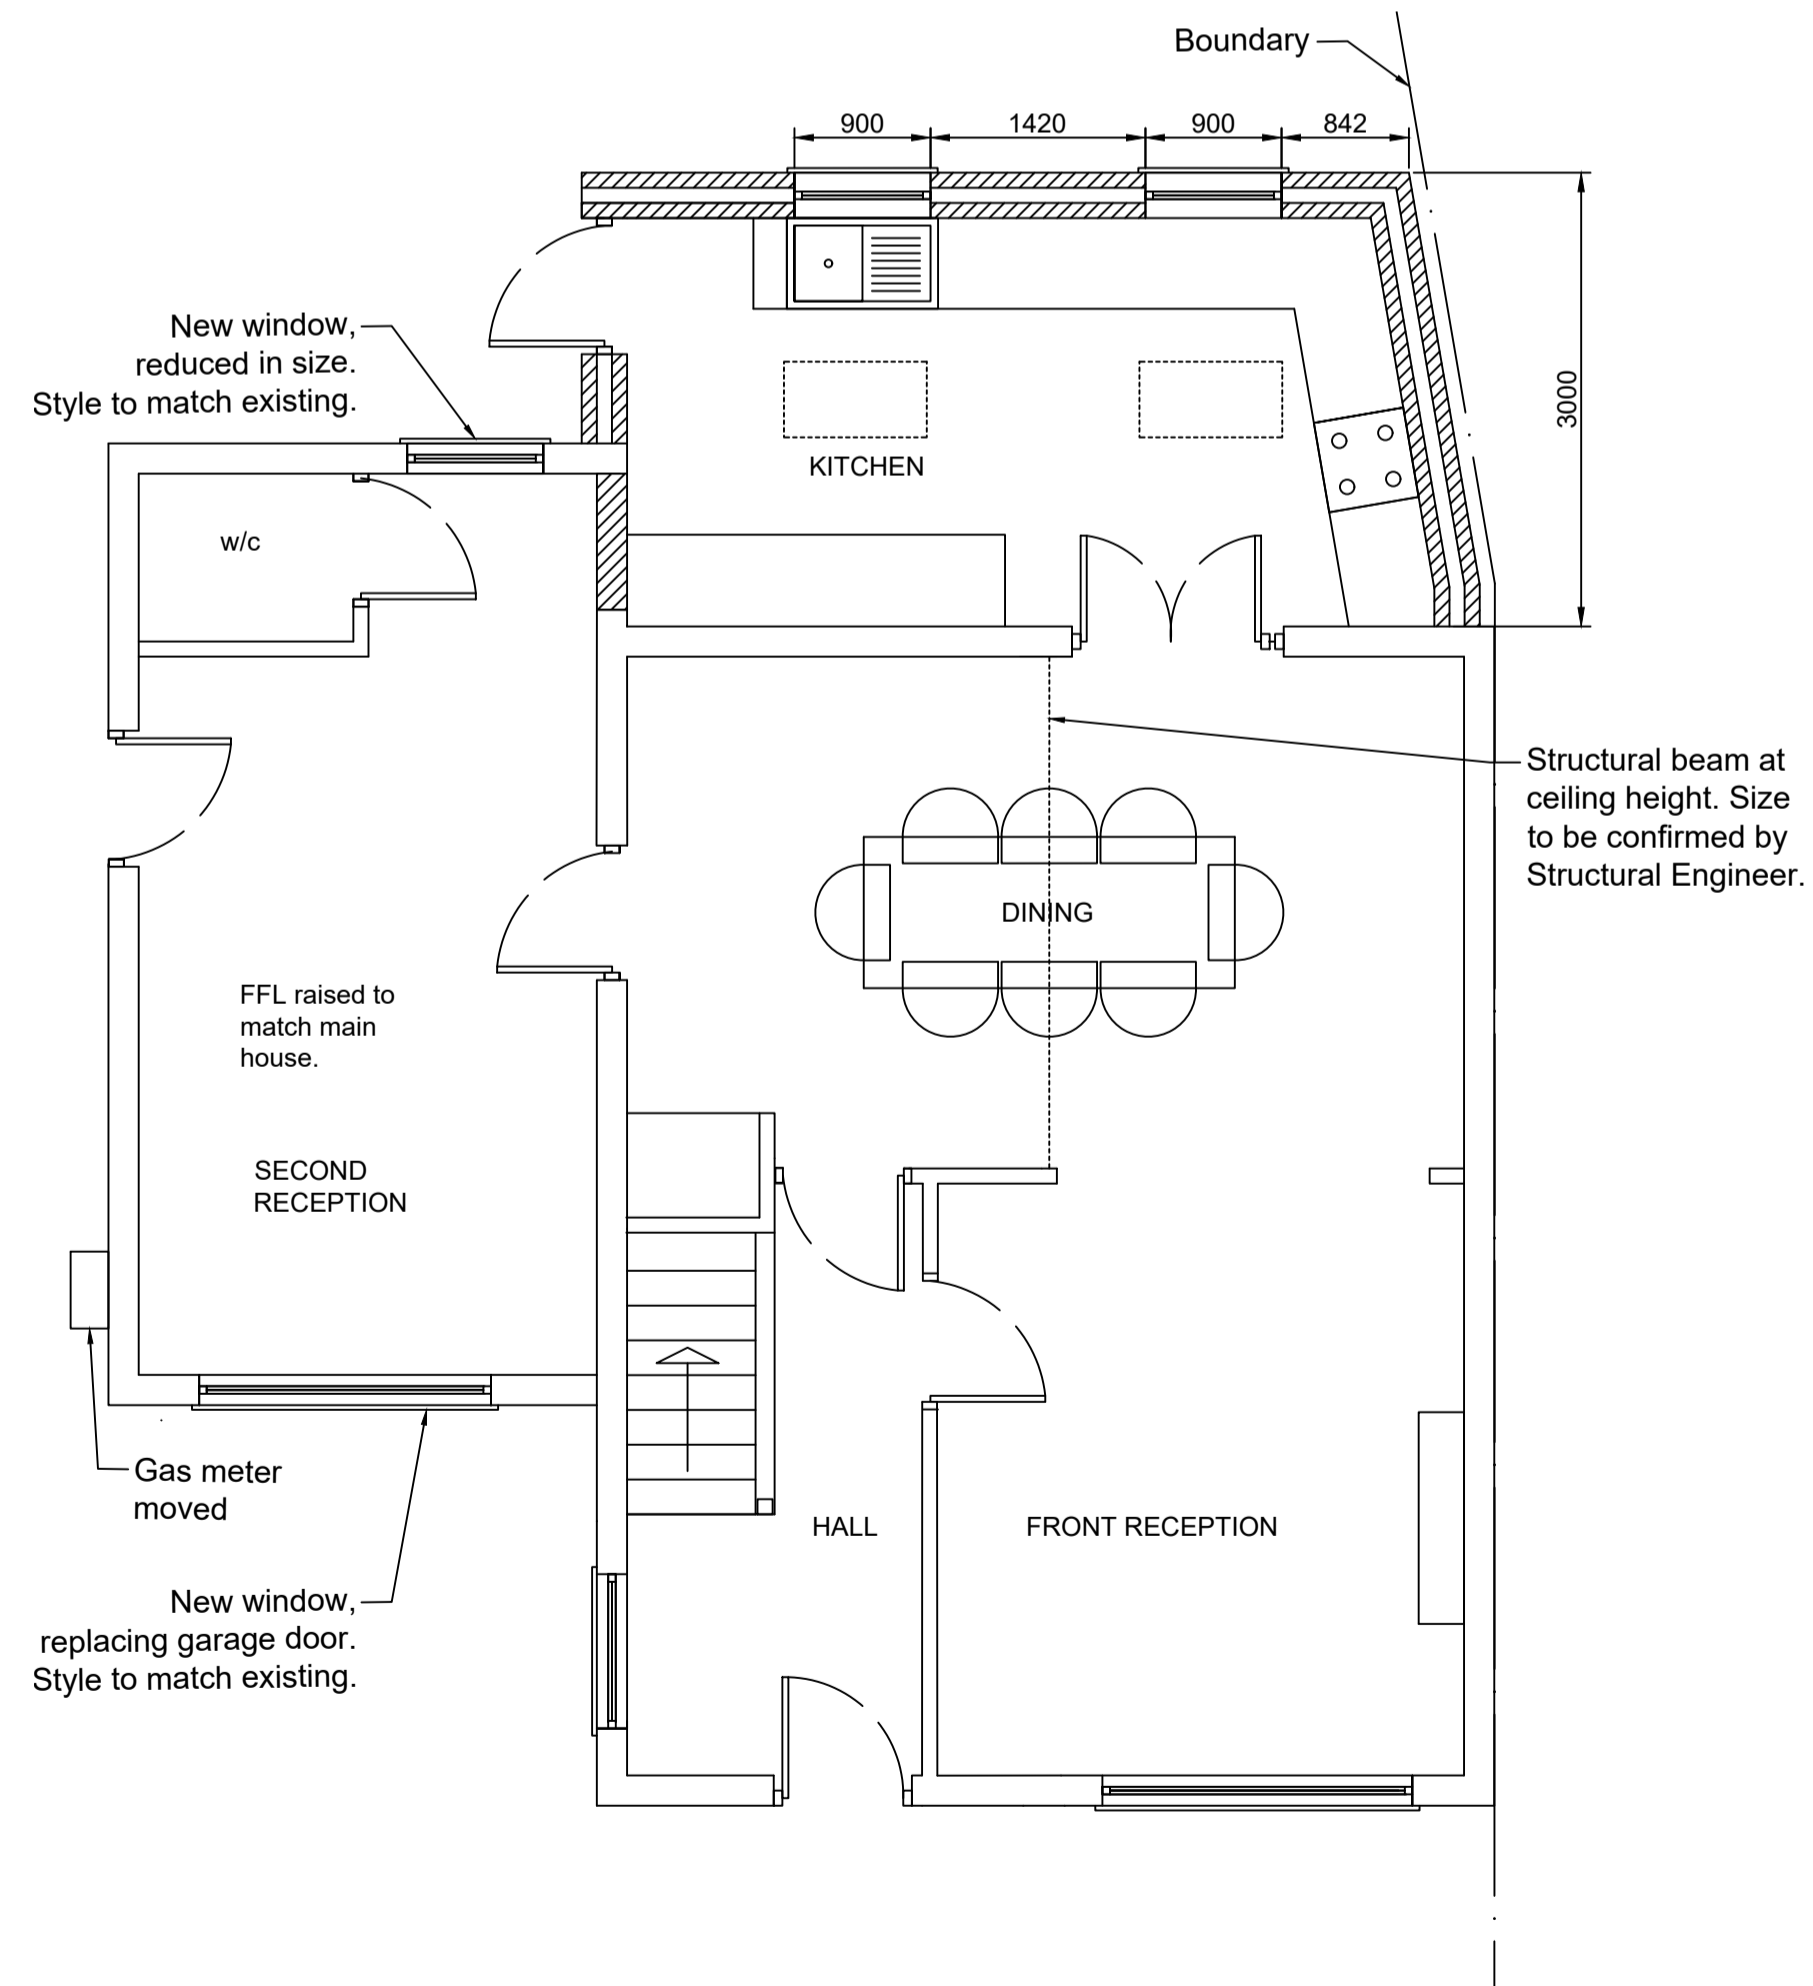 Boundary
900
1420
900
842
New window,
reduced in size.
Style to match existing.
3000
KITCHEN
w/c
Structural beam at
ceiling height. Size
to be confirmed by
Structural Engineer.
DINING
FFL raised to
match main
house.
SECOND
RECEPTION
Gas meter
moved
HALL
FRONT RECEPTION
New window,
replacing garage door.
Style to match existing.